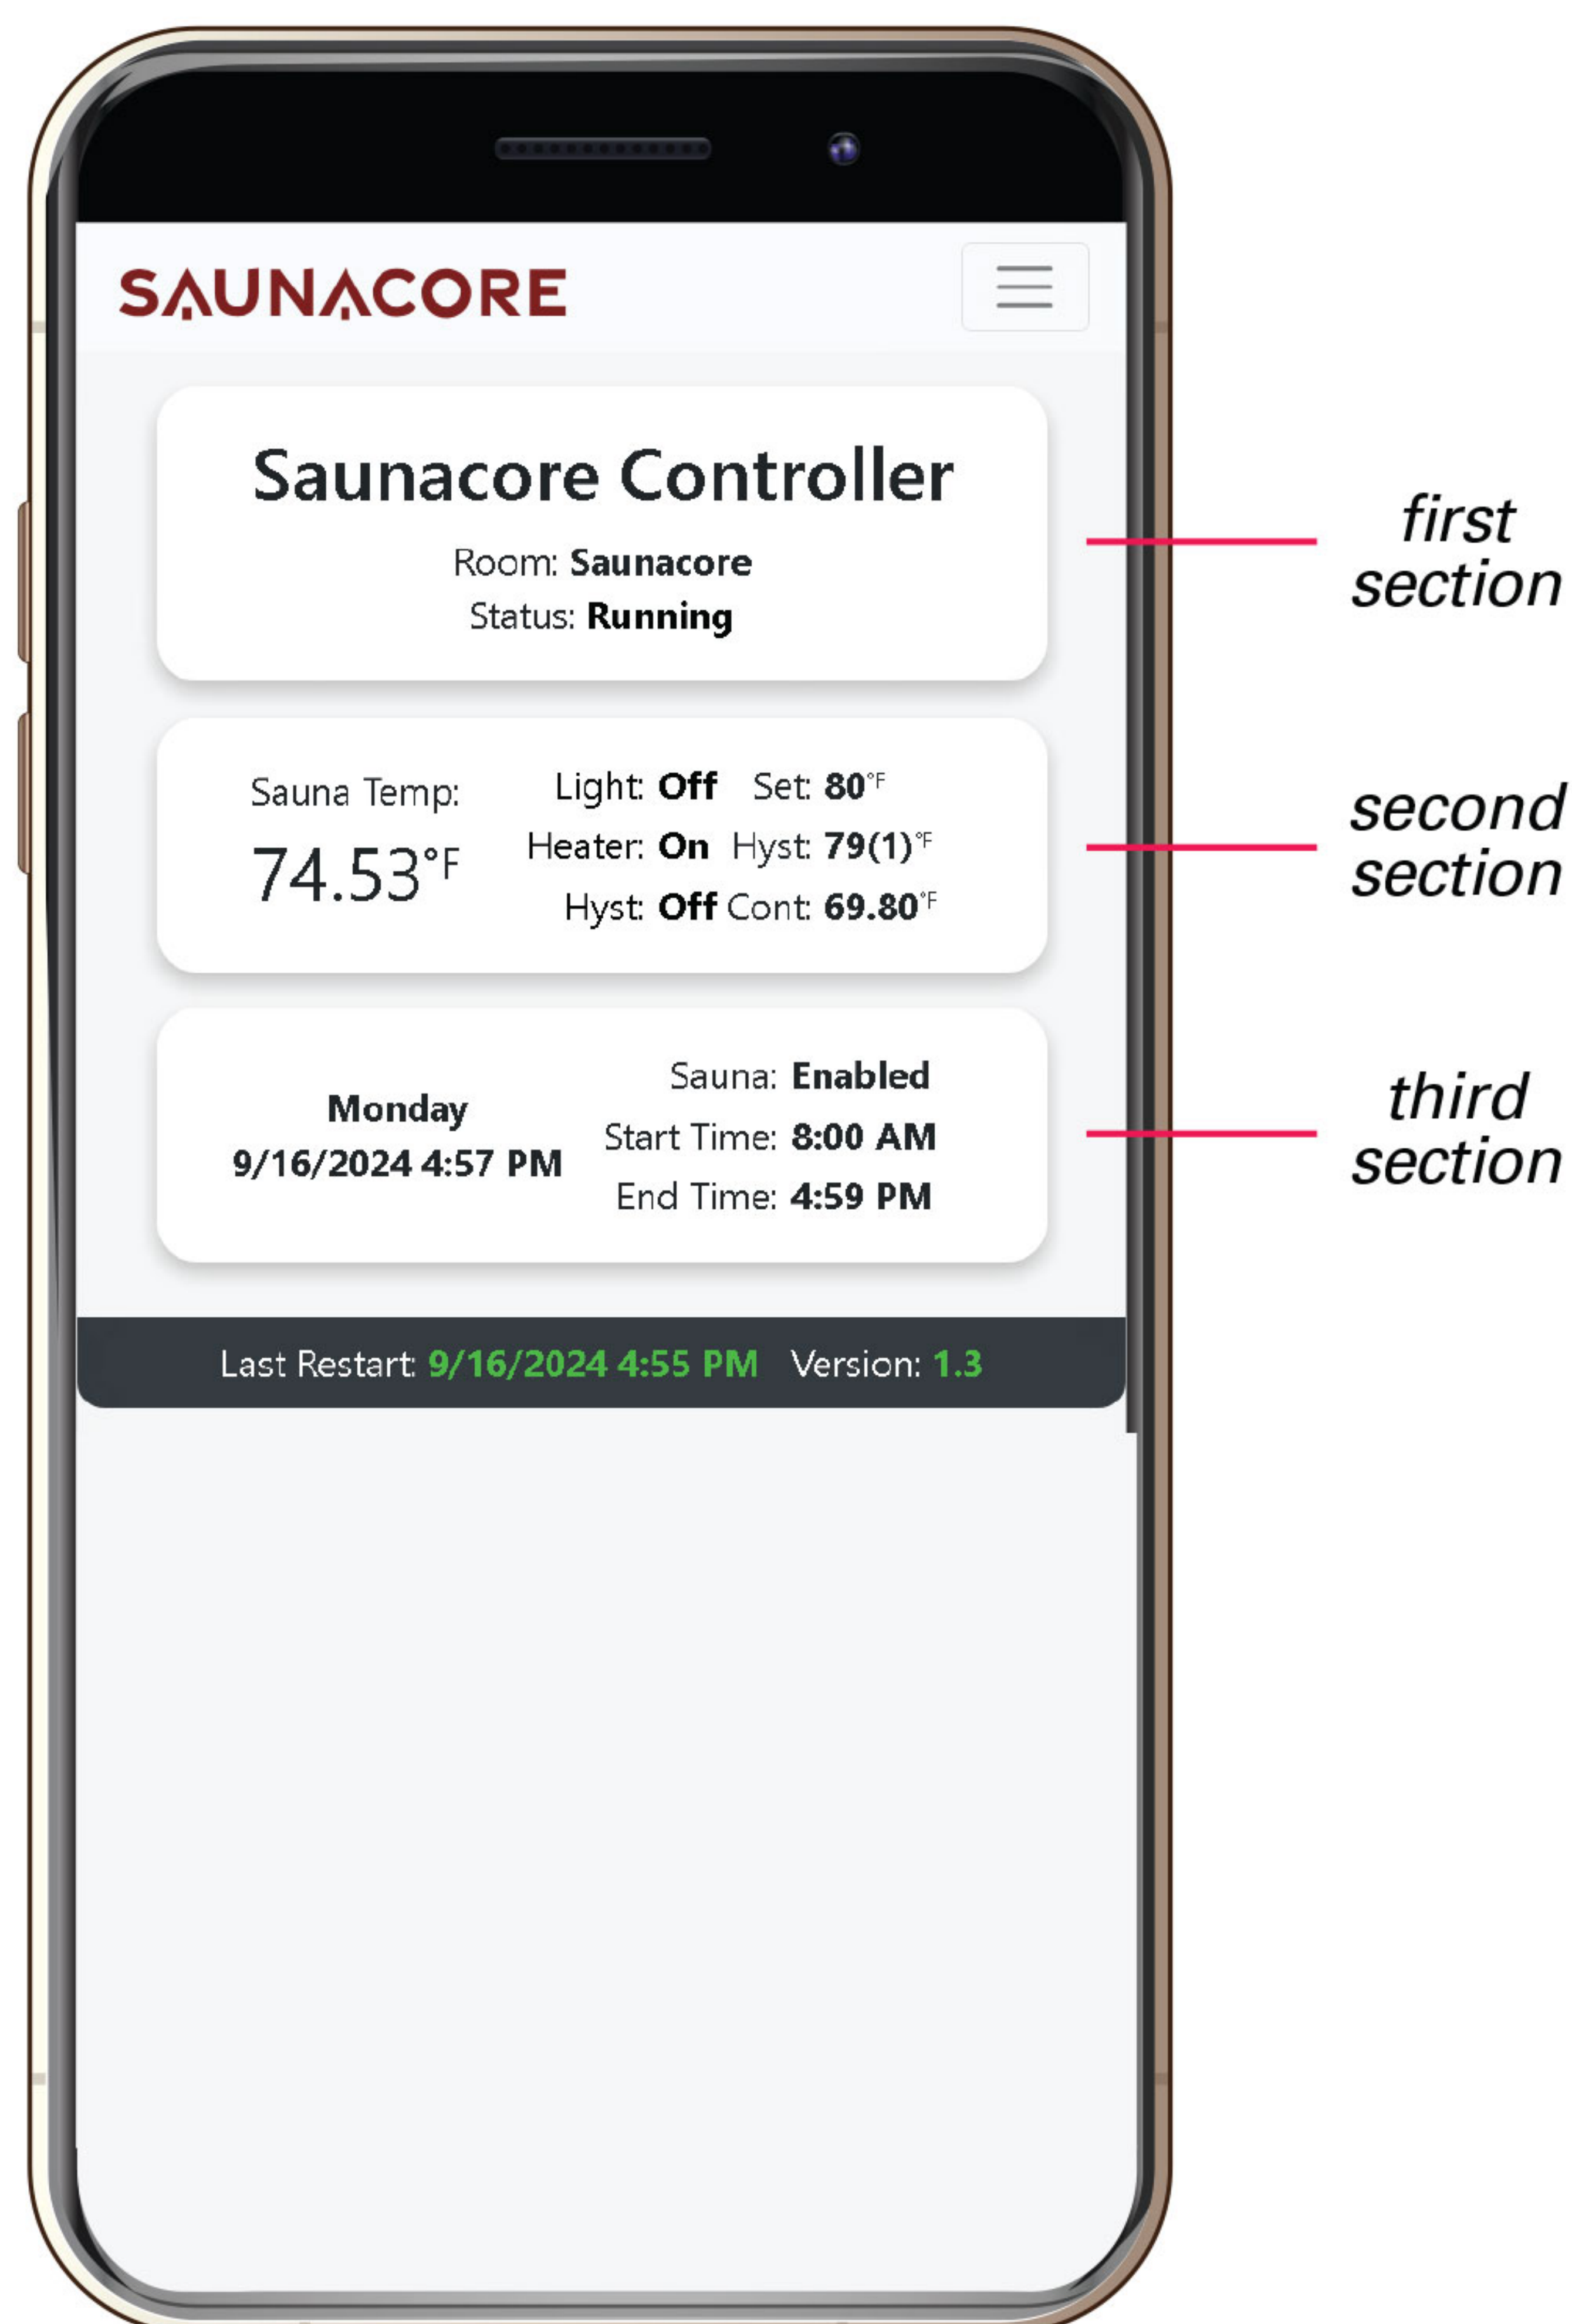 SAUNACORE
Saunacore Controller
Room: Saunacore
Status: Running
first
section
Sauna Temp:
74.53°F
Light: Off Set: 80°F
Heater: On Hyst: 79(1)°F
Hyst: Off Cont: 69.80°F
second
section
Monday
9/16/2024 4:57 PM
Sauna: Enabled
Start Time: 8:00 AM
End Time: 4:59 PM
third
section
Last Restart: 9/16/2024 4:55 PM Version: 1.3